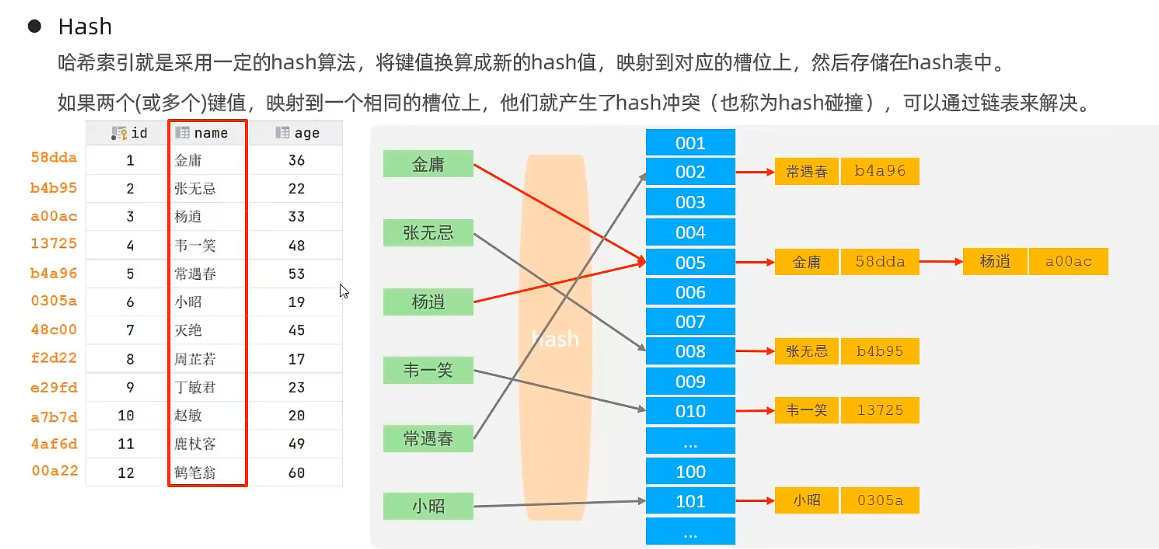 ● Hash
哈希索引就是采用一定的hash算法，将键值换算成新的hash值，映射到对应的槽位上，然后存储在hash表中。
如果两个(或多个)键值，映射到一个相同的槽位上，他们就产生了hash冲突（也称为hash碰撞），可以通过链表来解决。
id name age
58dda 1 金庸 36
b4b95 2 张无忌 22
a00ac 3 杨逍 33
13725 4 韦一笑 48
b4a96 5 常遇春 53
0305a 6 小昭 19
48c00 7 灭绝 45
f2d22 8 周芷若 17
e29fd 9 丁敏君 23
a7b7d 10 赵敏 20
4af6d 11 鹿杖客 49
00a22 12 鹤笔翁 60
金庸
张无忌
杨逍
韦一笑
常遇春
小昭
hash
001
002 常遇春 b4a96
003
004
005 金庸 58dda 杨逍 a00ac
006
007
008 张无忌 b4b95
009
010 韦一笑 13725
...
100
101 小昭 0305a
...